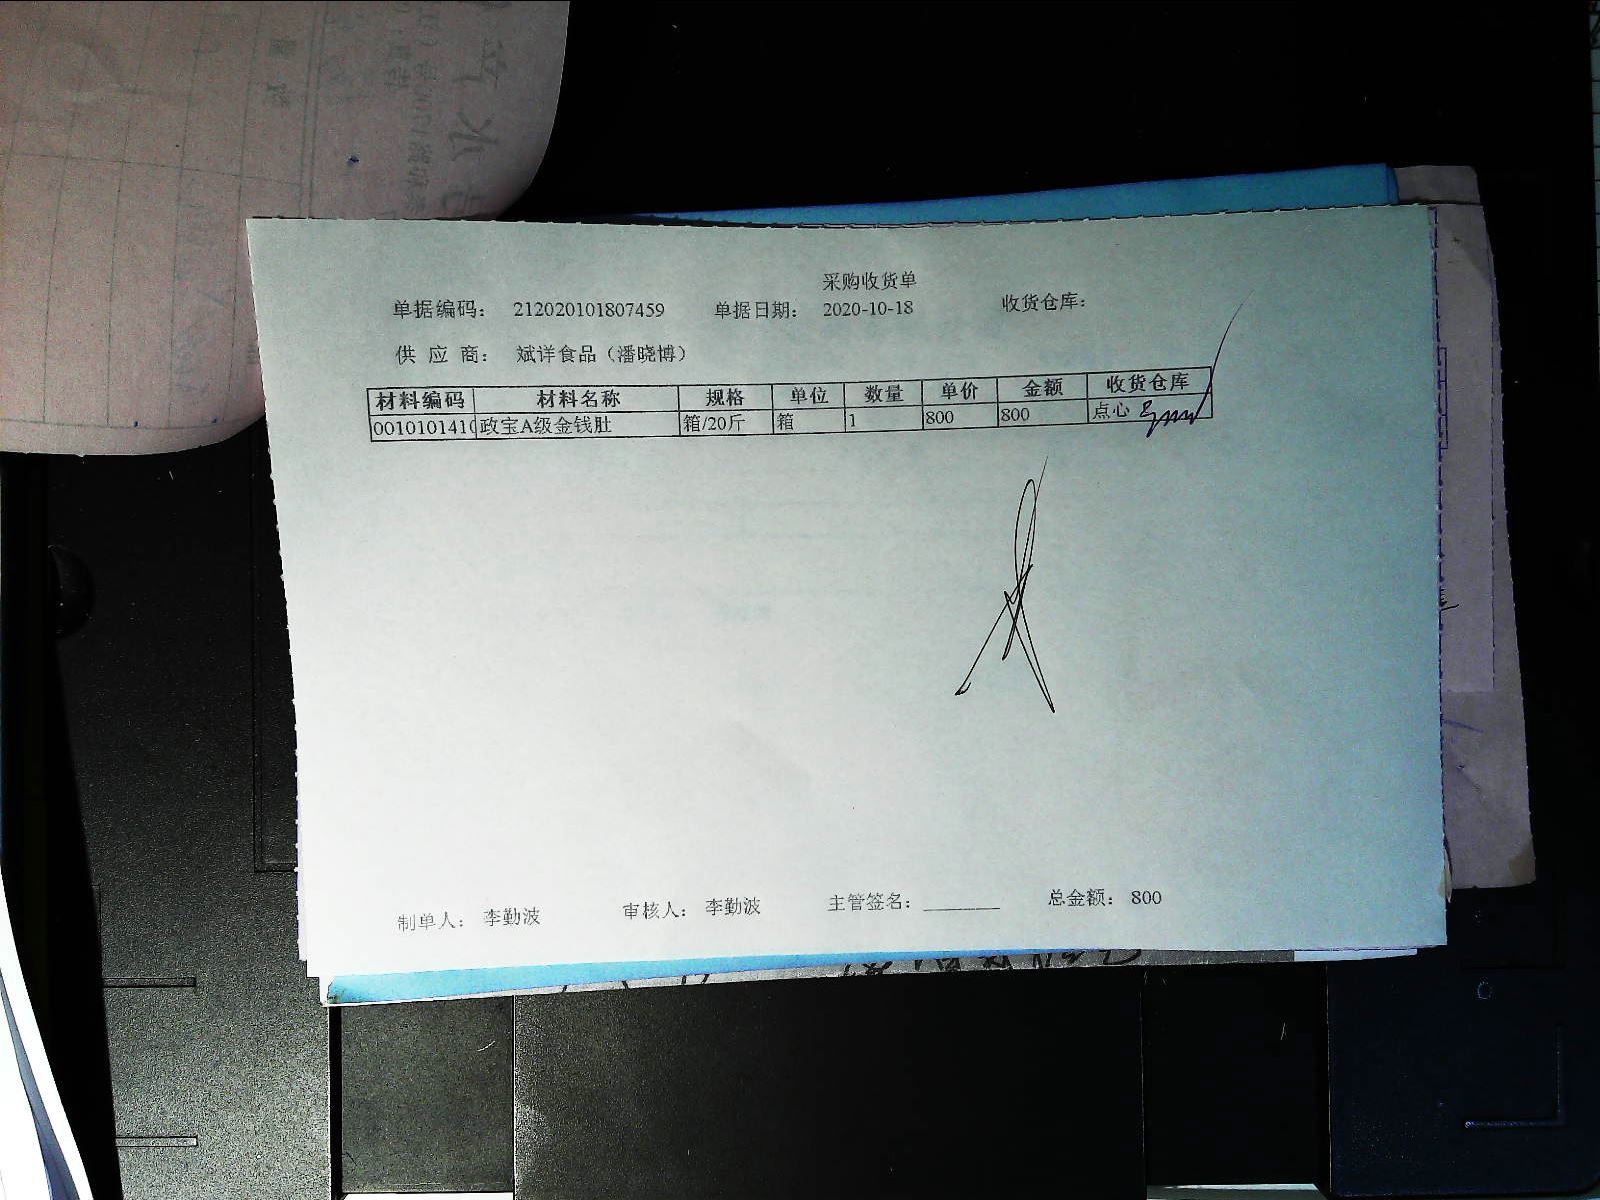 采购收货单
单据编码： 212020101807459 单据日期： 2020-10-18 收货仓库：
供 应 商： 斌详食品（潘晓博）
材料编码 材料名称 规格 单位 数量 单价 金额 收货仓库
0010101410 政宝A级金钱肚 箱/20斤 箱 1 800 800 点心
制单人： 李勤波 审核人： 李勤波 主管签名：________ 总金额： 800